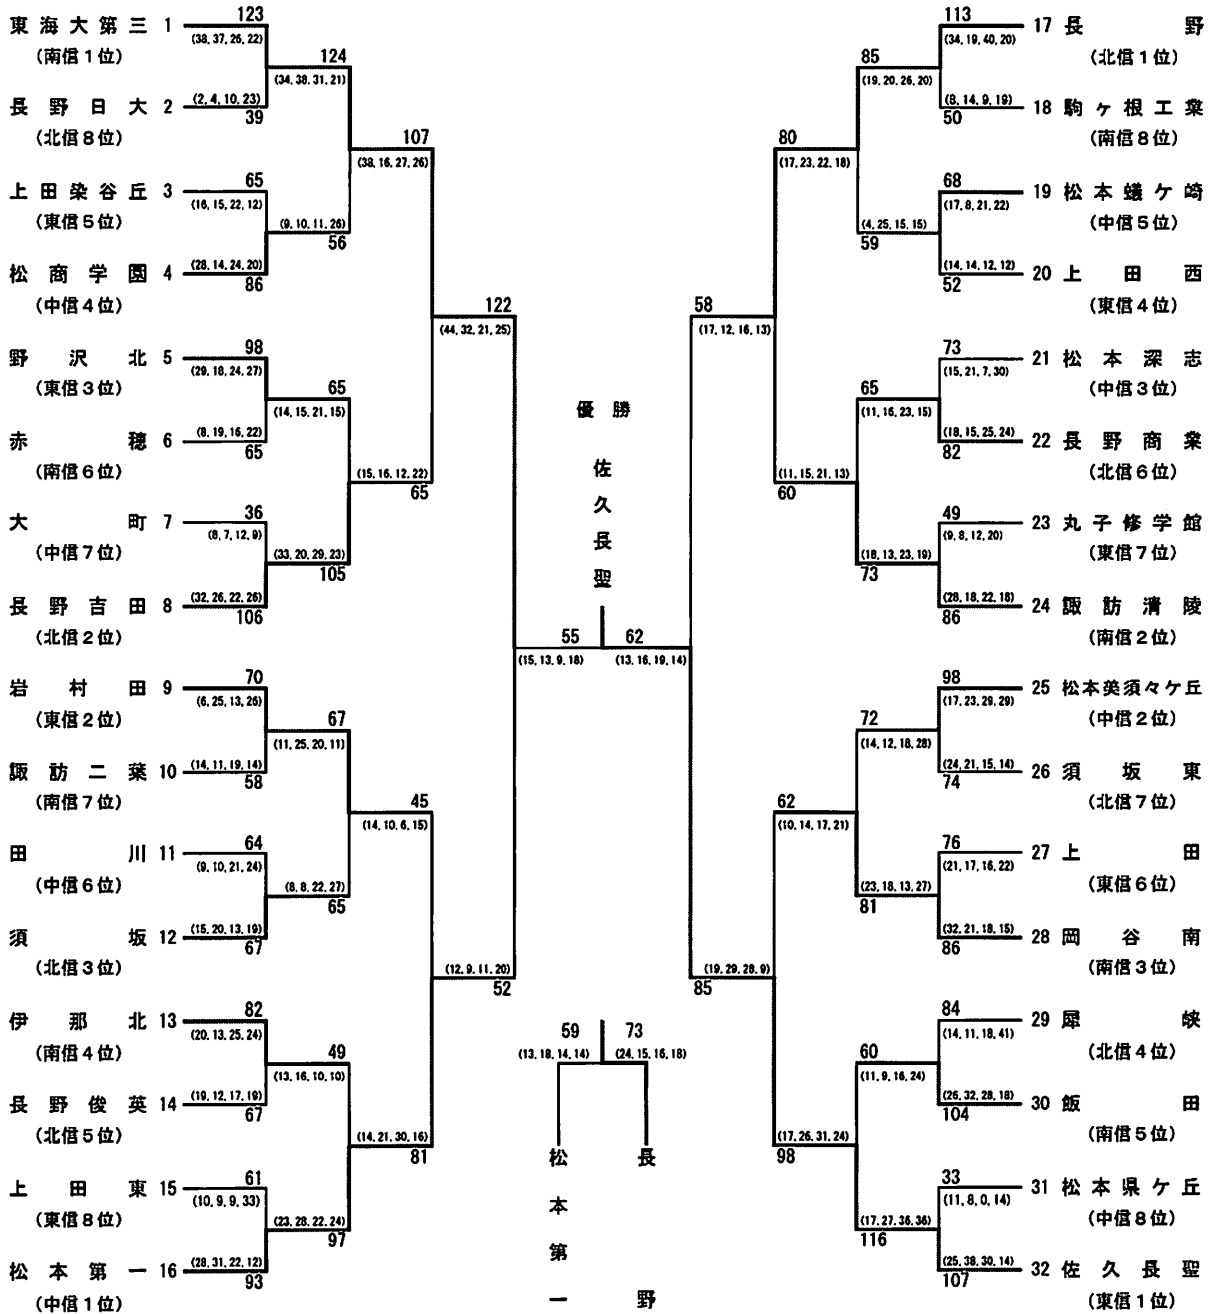 東海大第三 1
(南信1位)
123
(38, 37, 26, 22)
長野日大 2
(北信8位)
(2, 4, 10, 23)
39
124
(34, 38, 31, 21)
上田染谷丘 3
(東信5位)
65
(16, 15, 22, 12)
松商学園 4
(中信4位)
(28, 14, 24, 20)
86
(9, 10, 11, 26)
56
107
(38, 16, 27, 26)
野沢北 5
(東信3位)
98
(29, 18, 24, 27)
赤穂 6
(南信6位)
(8, 19, 16, 22)
65
65
(14, 15, 21, 15)
大町 7
(中信7位)
36
(8, 7, 12, 9)
長野吉田 8
(北信2位)
(32, 26, 22, 26)
106
(33, 20, 29, 23)
105
(15, 16, 12, 22)
65
122
(44, 32, 21, 25)
岩村田 9
(東信2位)
70
(6, 25, 13, 26)
諏訪二葉 10
(南信7位)
(14, 11, 19, 14)
58
67
(11, 25, 20, 11)
田川 11
(中信6位)
64
(9, 10, 21, 24)
須坂 12
(北信3位)
(15, 20, 13, 19)
67
(8, 8, 22, 27)
65
45
(14, 10, 6, 15)
伊那北 13
(南信4位)
82
(20, 13, 25, 24)
長野俊英 14
(北信5位)
(19, 12, 17, 19)
67
49
(13, 16, 10, 10)
上田東 15
(東信8位)
61
(10, 9, 9, 33)
松本第一 16
(中信1位)
(28, 31, 22, 12)
93
(23, 28, 22, 24)
97
(14, 21, 30, 16)
81
(12, 9, 11, 20)
52
優勝
佐久長聖
55
(15, 13, 9, 18)
62
(13, 16, 19, 14)
59
(13, 18, 14, 14)
73
(24, 15, 16, 18)
松本第一
長野
113
(34, 19, 40, 20)
17 長野
(北信1位)
(8, 14, 9, 19)
50
18 駒ヶ根工業
(南信8位)
85
(19, 20, 26, 20)
68
(17, 8, 21, 22)
19 松本蟻ケ崎
(中信5位)
(14, 14, 12, 12)
52
20 上田西
(東信4位)
(4, 25, 15, 15)
59
80
(17, 23, 22, 18)
73
(15, 21, 7, 30)
21 松本深志
(中信3位)
(18, 15, 25, 24)
82
22 長野商業
(北信6位)
65
(11, 16, 23, 15)
49
(9, 8, 12, 20)
23 丸子修学館
(東信7位)
(28, 18, 22, 18)
86
24 諏訪清陵
(南信2位)
(18, 13, 23, 19)
73
(11, 15, 21, 13)
60
58
(17, 12, 16, 13)
98
(17, 23, 29, 29)
25 松本美須々ケ丘
(中信2位)
(24, 21, 15, 14)
74
26 須坂東
(北信7位)
72
(14, 12, 18, 28)
76
(21, 17, 16, 22)
27 上田
(東信6位)
(32, 21, 18, 15)
86
28 岡谷南
(南信3位)
(23, 18, 13, 27)
81
62
(10, 14, 17, 21)
84
(14, 11, 18, 41)
29 犀峡
(北信4位)
(26, 32, 28, 18)
104
30 飯田
(南信5位)
60
(11, 9, 16, 24)
33
(11, 8, 0, 14)
31 松本県ケ丘
(中信8位)
(25, 38, 30, 14)
107
32 佐久長聖
(東信1位)
(17, 27, 36, 36)
116
(17, 26, 31, 24)
98
(19, 29, 28, 9)
85